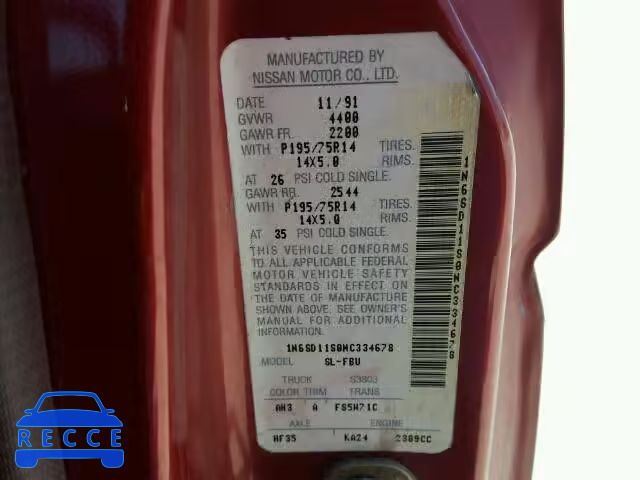 MANUFACTURED BY
NISSAN MOTOR CO., LTD.
DATE 11/91
GVWR 4400
GAWR FR. 2200
WITH P195/75R14 TIRES.
14X5.0 RIMS.
AT 26 PSI COLD SINGLE.
GAWR RR. 2544
WITH P195/75R14 TIRES.
14X5.0 RIMS.
AT 35 PSI COLD SINGLE.
THIS VEHICLE CONFORMS
TO ALL APPLICABLE FEDERAL
MOTOR VEHICLE SAFETY
STANDARDS IN EFFECT ON
THE DATE OF MANUFACTURE
SHOWN ABOVE. SEE OWNER'S
MANUAL FOR ADDITIONAL
INFORMATION.
1N6SD11S0NC334678
MODEL SL-FBU
TRUCK S3803
COLOR TRIM TRANS
AH3 A FS5W71C
AXLE ENGINE
HF35 KA24 2389CC
1N6SD11S0NC334678
RECCE